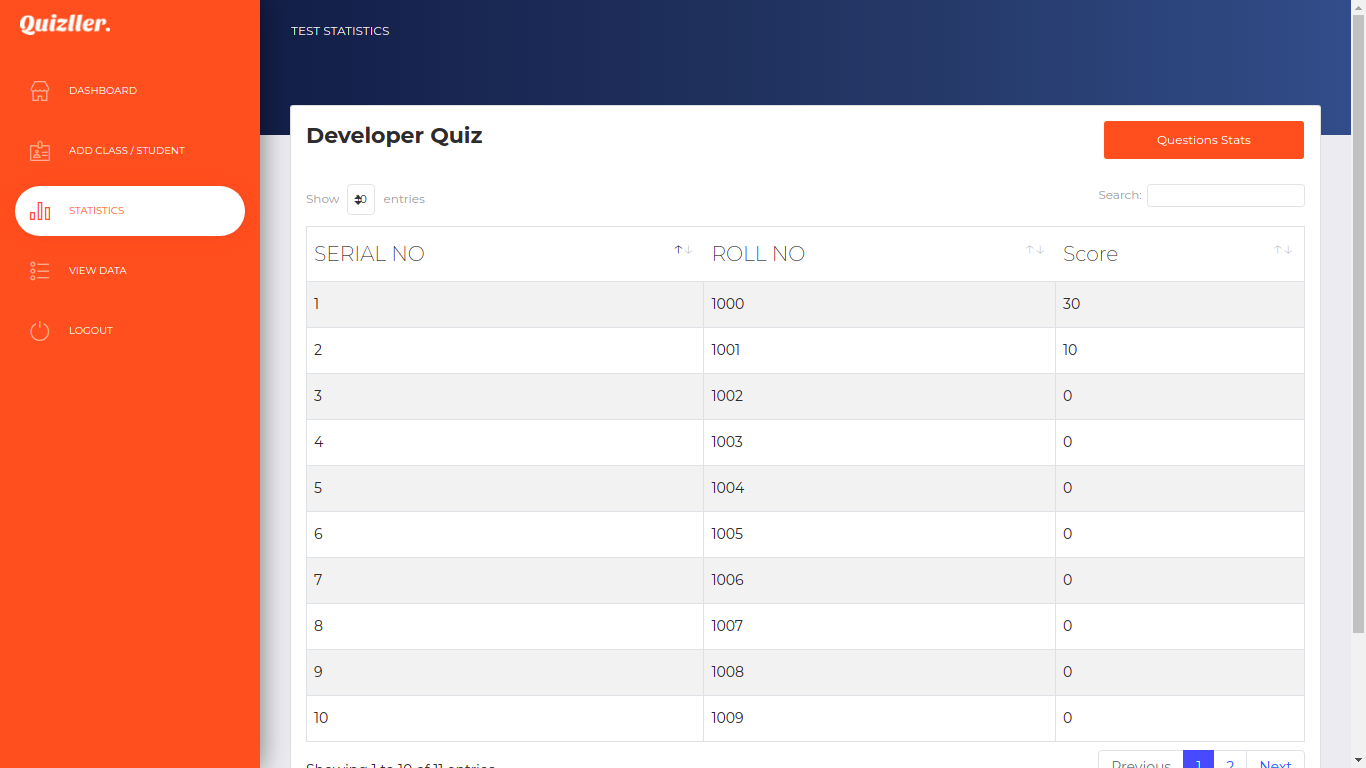 Quizller.
TEST STATISTICS
DASHBOARD
ADD CLASS / STUDENT
STATISTICS
VIEW DATA
LOGOUT
Developer Quiz
Questions Stats
Show 10 entries
Search:
SERIAL NO ROLL NO Score
1 1000 30
2 1001 10
3 1002 0
4 1003 0
5 1004 0
6 1005 0
7 1006 0
8 1007 0
9 1008 0
10 1009 0
Showing 1 to 10 of 11 entries
Previous 1 2 Next